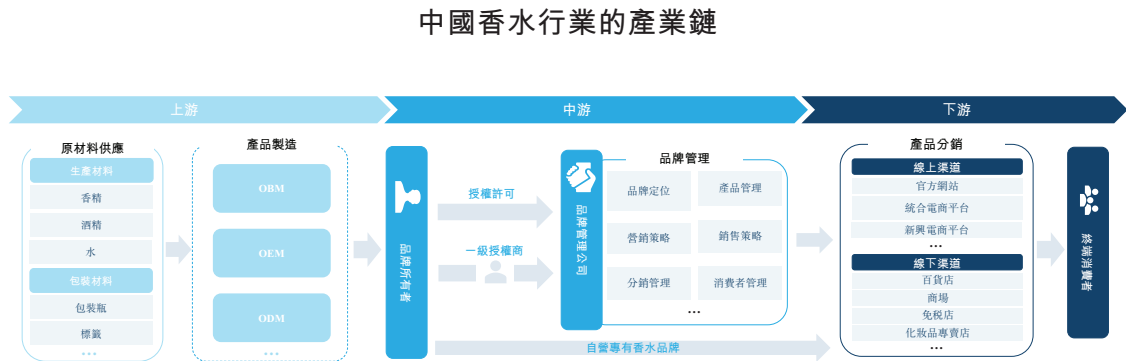 中國香水行業的產業鏈
上游
中游
下游
原材料供應
生產材料
香精
酒精
水
包裝材料
包裝瓶
標籤
...
產品製造
OBM
OEM
ODM
...
品牌所有者
授權許可
一級授權商
品牌管理公司
品牌管理
品牌定位
產品管理
營銷策略
銷售策略
分銷管理
消費者管理
...
自營專有香水品牌
產品分銷
線上渠道
官方網站
統合電商平台
新興電商平台
...
線下渠道
百貨店
商場
免税店
化妝品專賣店
...
終端消費者